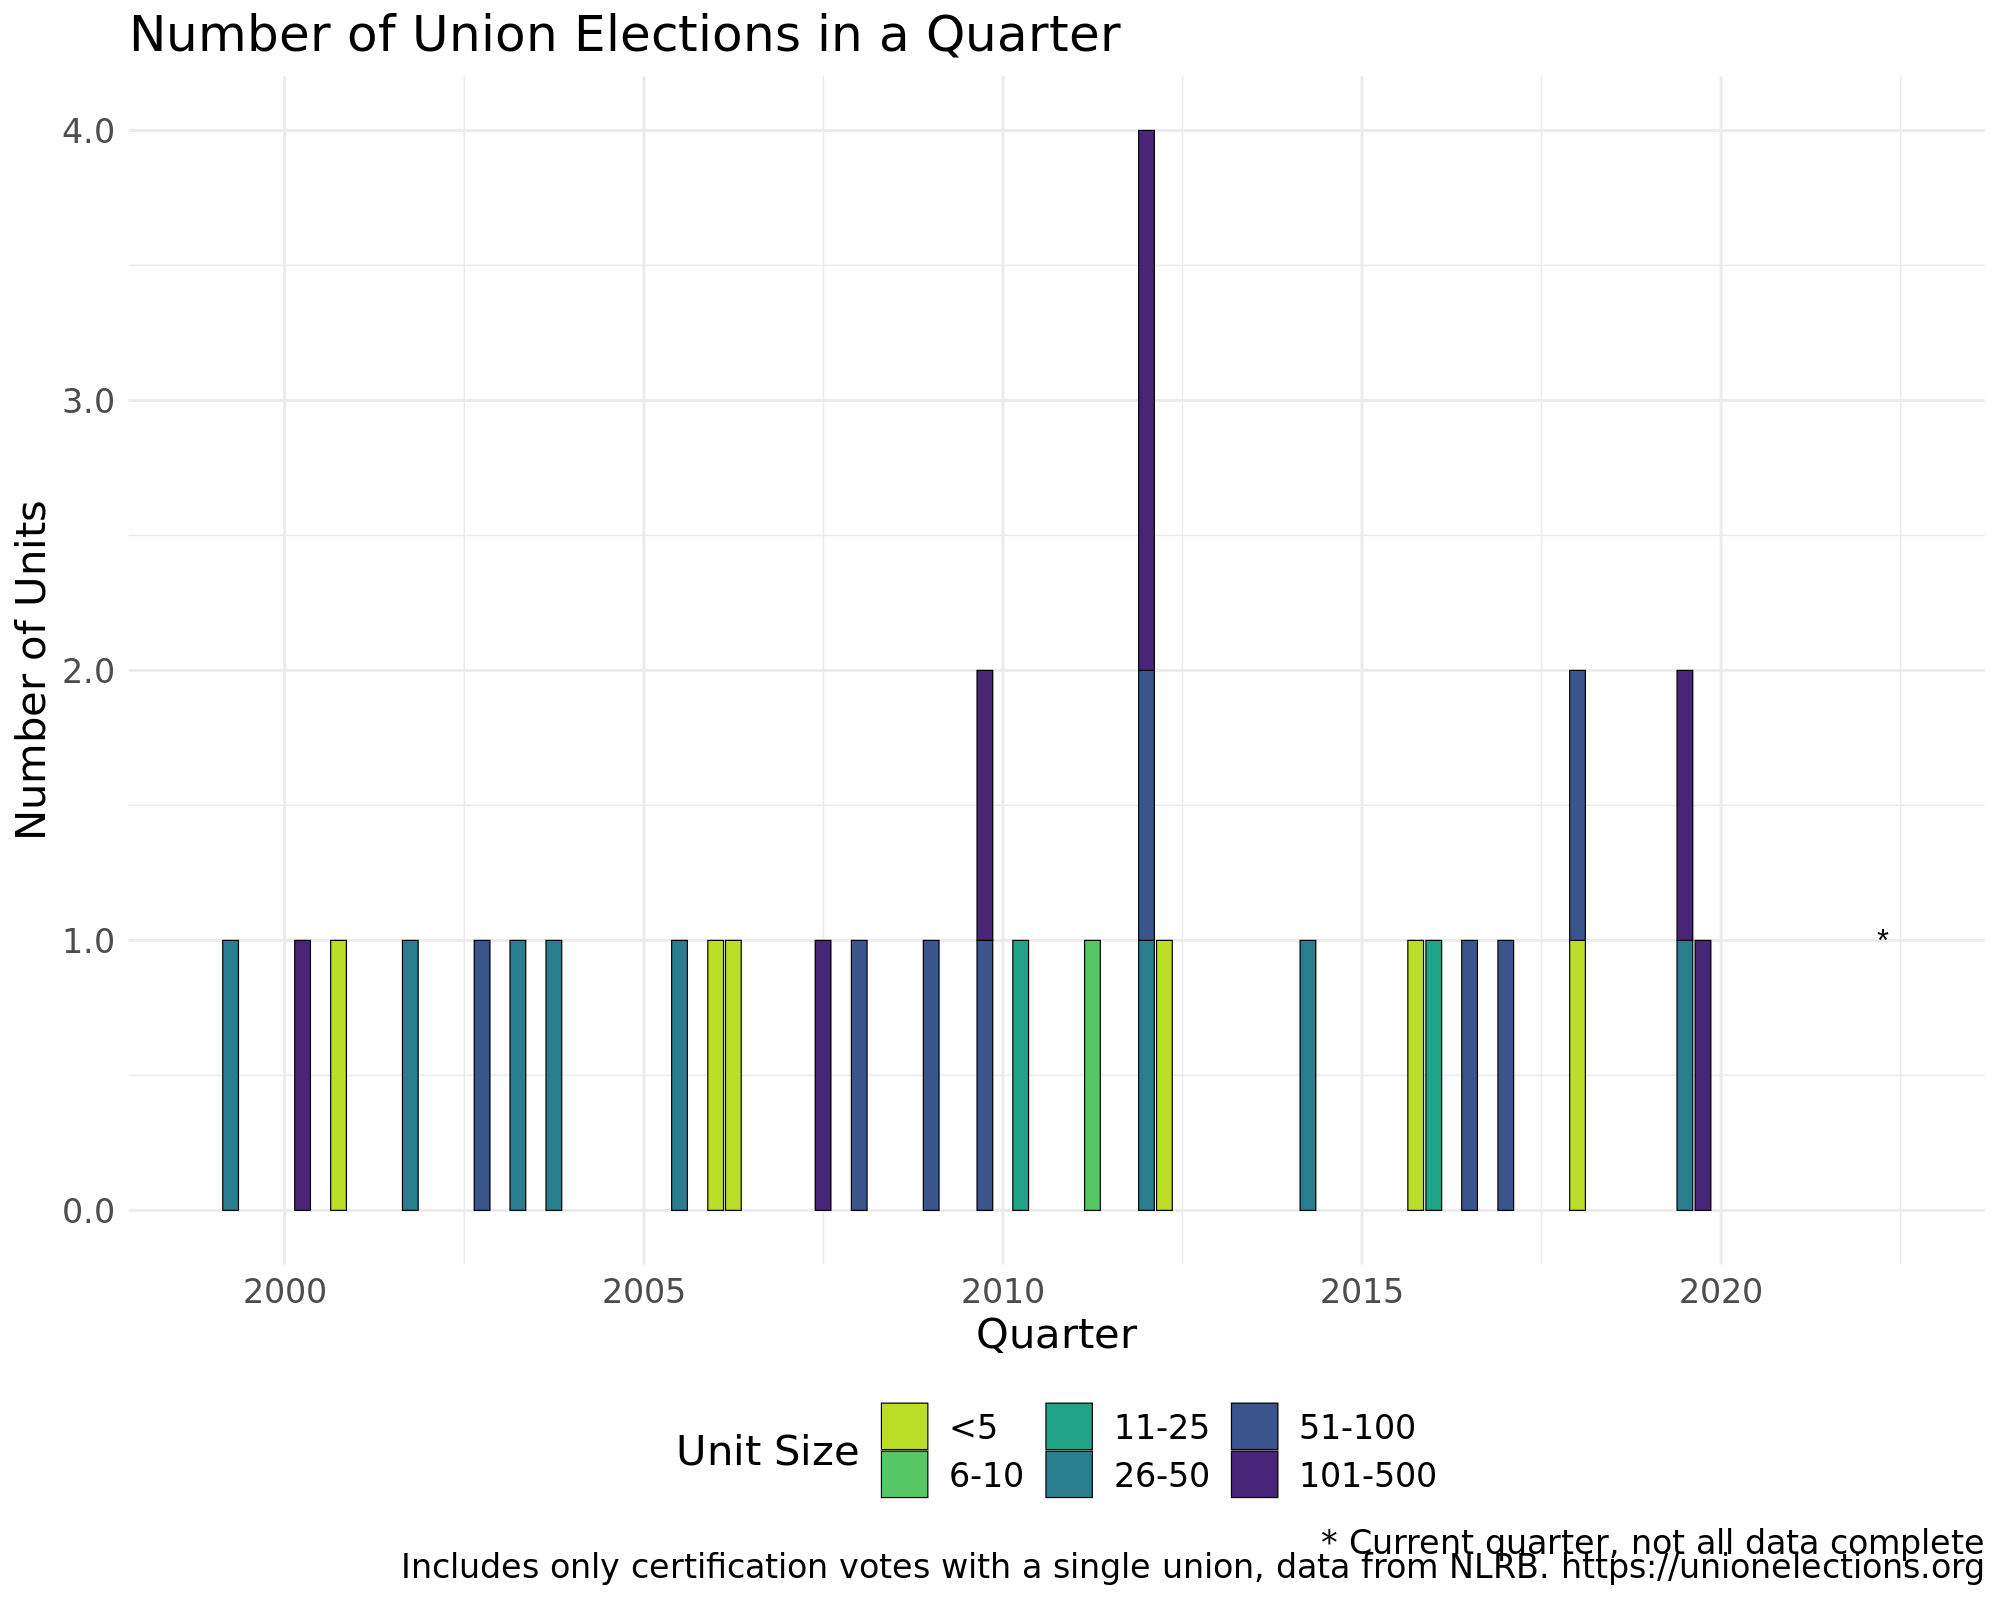 Number of Union Elections in a Quarter
Number of Units
4.0
3.0
2.0
1.0
0.0
*
2000 2005 2010 2015 2020
Quarter
Unit Size
<5 11-25 51-100
6-10 26-50 101-500
* Current quarter, not all data complete
Includes only certification votes with a single union, data from NLRB. https://unionelections.org